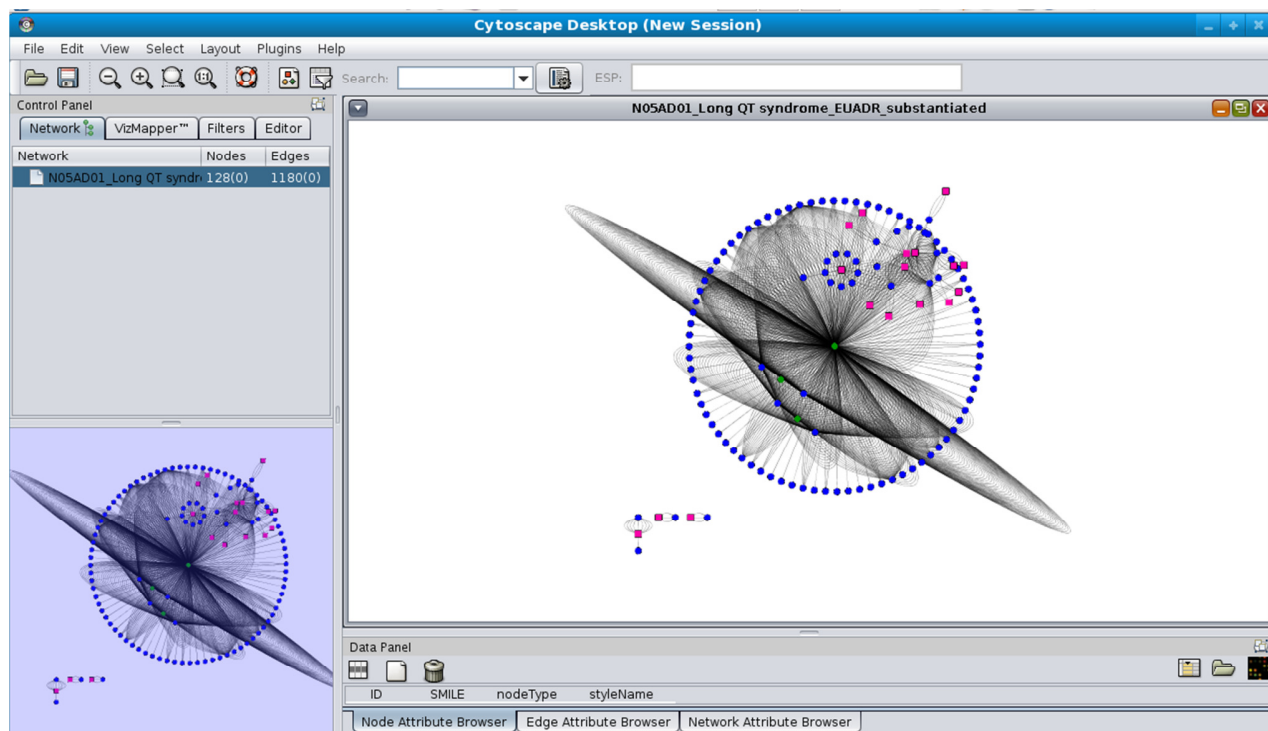 Cytoscape Desktop (New Session)
File Edit View Select Layout Plugins Help
Search: ESP:
Control Panel
Network VizMapper™ Filters Editor
Network Nodes Edges
N05AD01_Long QT syndr 128(0) 1180(0)
N05AD01_Long QT syndrome_EUADR_substantiated
1:1
Data Panel
ID SMILE nodeType styleName
Node Attribute Browser Edge Attribute Browser Network Attribute Browser